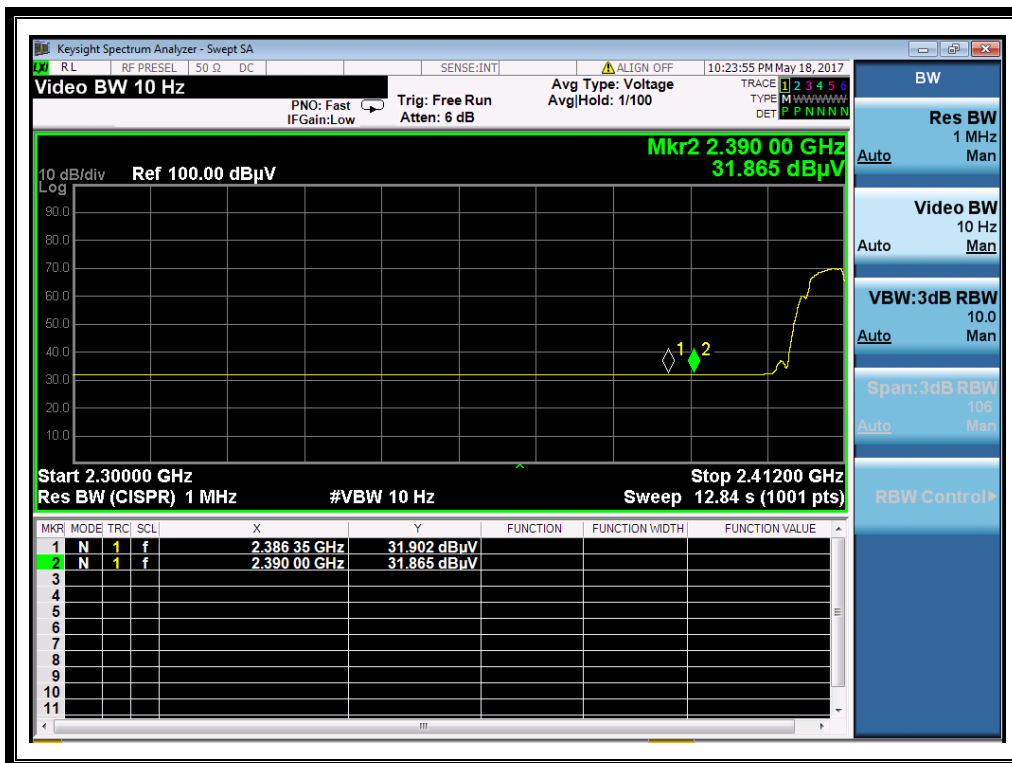 Keysight Spectrum Analyzer - Swept SA
LXI RL RF PRESEL 50 Ω DC SENSE:INT ALIGN OFF 10:23:55 PM May 18, 2017
Video BW 10 Hz
PNO: Fast
IFGain:Low
Trig: Free Run
Atten: 6 dB
Avg Type: Voltage
Avg|Hold: 1/100
TRACE 1 2 3 4 5 6
TYPE M WWWWW
DET P P N N N N
Mkr2 2.390 00 GHz
31.865 dBµV
10 dB/div Ref 100.00 dBµV
Log
90.0
80.0
70.0
60.0
50.0
40.0
30.0
20.0
10.0
1
2
Start 2.30000 GHz Stop 2.41200 GHz
Res BW (CISPR) 1 MHz #VBW 10 Hz Sweep 12.84 s (1001 pts)
MKR MODE TRC SCL X Y FUNCTION FUNCTION WIDTH FUNCTION VALUE
1 N 1 f 2.386 35 GHz 31.902 dBµV
2 N 1 f 2.390 00 GHz 31.865 dBµV
3
4
5
6
7
8
9
10
11
BW
Res BW
1 MHz
Auto Man
Video BW
10 Hz
Auto Man
VBW:3dB RBW
10.0
Auto Man
Span:3dB RBW
106
Auto Man
RBW Control